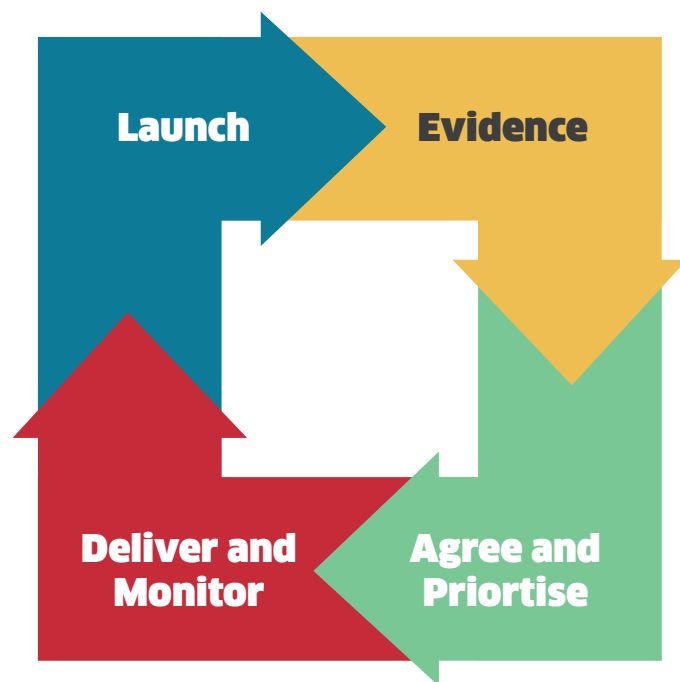 Launch
Evidence
Deliver and
Monitor
Agree and
Priortise